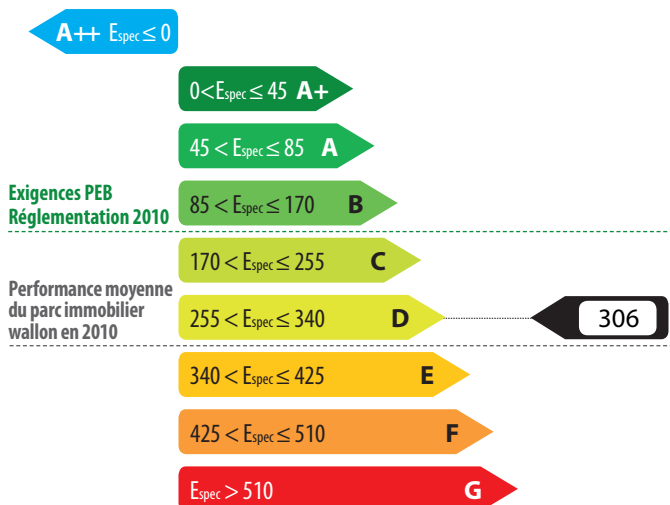 A++ Espec ≤ 0
0 < Espec ≤ 45 A+
45 < Espec ≤ 85 A
Exigences PEB
Réglementation 2010
85 < Espec ≤ 170 B
170 < Espec ≤ 255 C
Performance moyenne
du parc immobilier
wallon en 2010
255 < Espec ≤ 340 D
306
340 < Espec ≤ 425 E
425 < Espec ≤ 510 F
Espec > 510 G